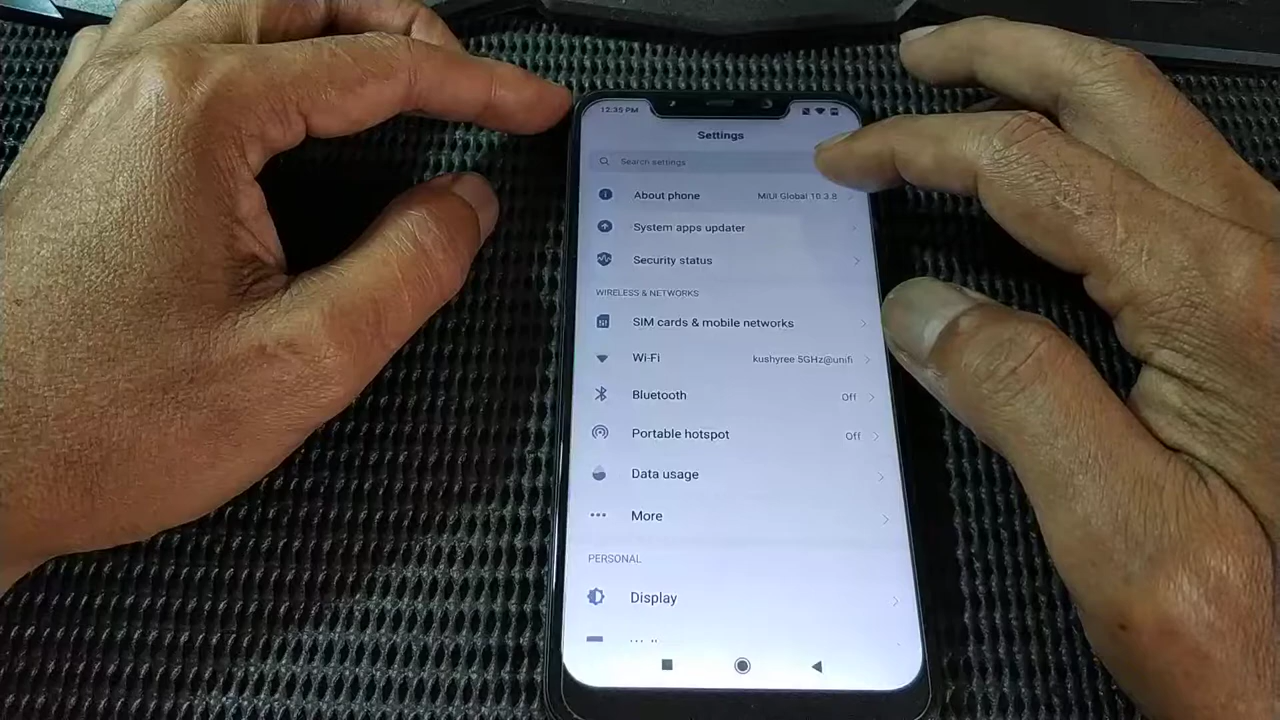 12:35 PM
Settings
Search settings
About phone MIUI Global 10.3.8
System apps updater
Security status
WIRELESS & NETWORKS
SIM cards & mobile networks
Wi-Fi kushyree 5GHz@unifi
Bluetooth Off
Portable hotspot Off
Data usage
More
PERSONAL
Display